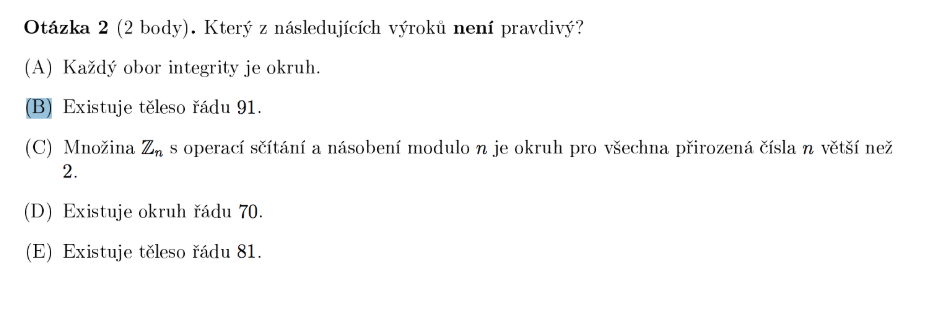 Otázka 2 (2 body). Který z následujících výroků není pravdivý?
(A) Každý obor integrity je okruh.
(B) Existuje těleso řádu 91.
(C) Množina ℤₙ s operací sčítání a násobení modulo n je okruh pro všechna přirozená čísla n větší než
2.
(D) Existuje okruh řádu 70.
(E) Existuje těleso řádu 81.